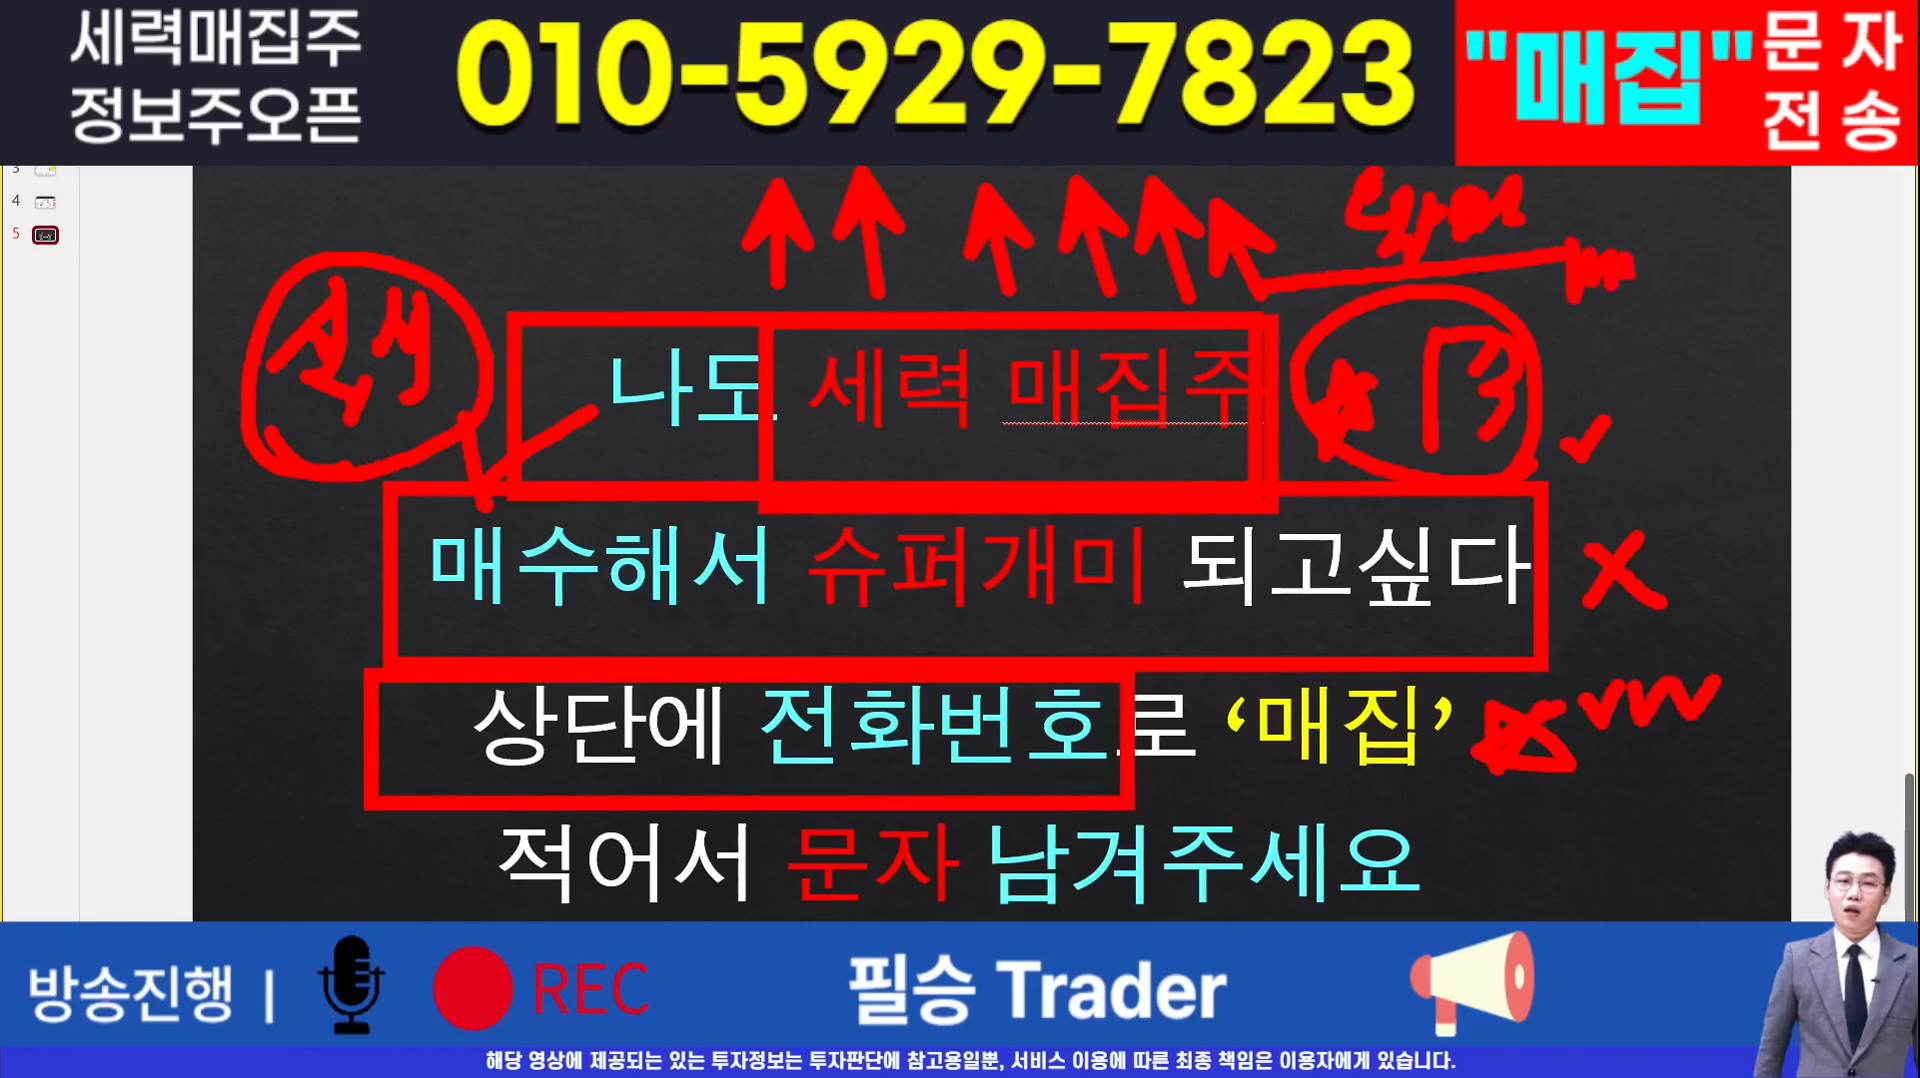 세력매집주
정보주오픈
010-5929-7823
"매집"
문자
전송
3
4
5
나도 세력 매집주
매수해서 슈퍼개미 되고싶다
상단에 전화번호로 ‘매집’
적어서 문자 남겨주세요
방송진행 |
REC
필승 Trader
해당 영상에 제공되는 있는 투자정보는 투자판단에 참고용일뿐, 서비스 이용에 따른 최종 책임은 이용자에게 있습니다.